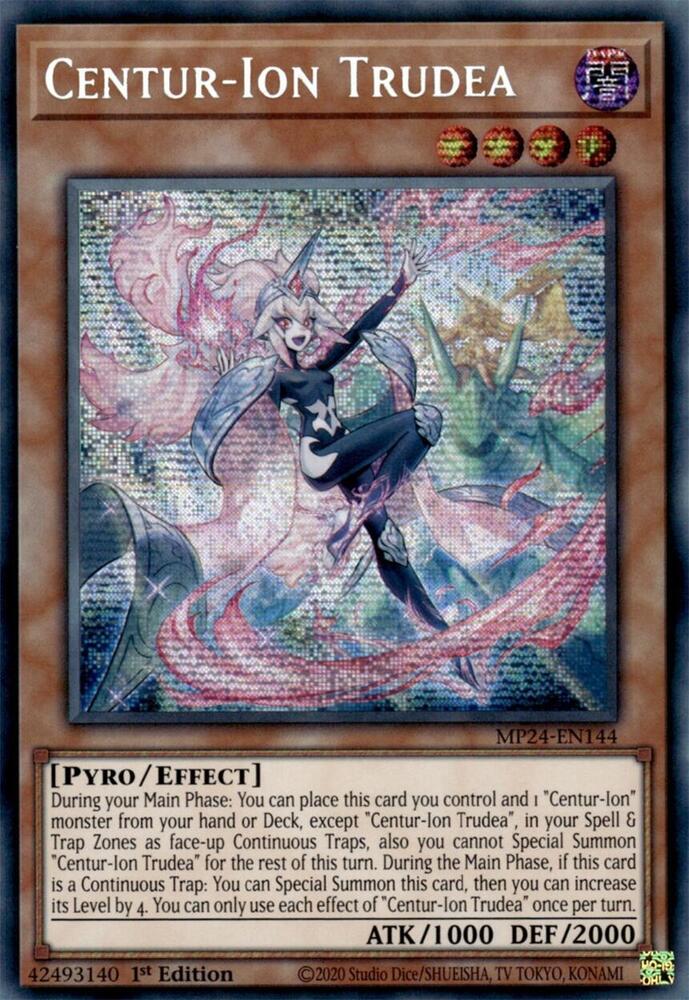 Centur-Ion Trudea
闇
MP24-EN144
[Pyro/Effect]
During your Main Phase: You can place this card you control and 1 "Centur-Ion"
monster from your hand or Deck, except "Centur-Ion Trudea", in your Spell &
Trap Zones as face-up Continuous Traps, also you cannot Special Summon
"Centur-Ion Trudea" for the rest of this turn. During the Main Phase, if this card
is a Continuous Trap: You can Special Summon this card, then you can increase
its Level by 4. You can only use each effect of "Centur-Ion Trudea" once per turn.
ATK/1000 DEF/2000
42493140 1st Edition ©2020 Studio Dice/SHUEISHA, TV TOKYO, KONAMI